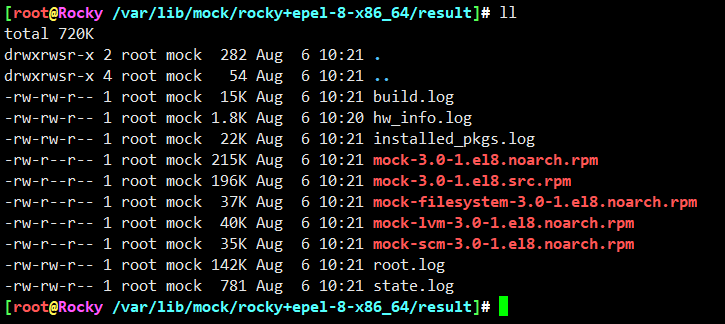 [root@Rocky /var/lib/mock/rocky+epel-8-x86_64/result]# ll
total 720K
drwxrwsr-x 2 root mock  282 Aug  6 10:21 .
drwxrwsr-x 4 root mock   54 Aug  6 10:21 ..
-rw-rw-r-- 1 root mock  15K Aug  6 10:21 build.log
-rw-rw-r-- 1 root mock 1.8K Aug  6 10:20 hw_info.log
-rw-rw-r-- 1 root mock  22K Aug  6 10:21 installed_pkgs.log
-rw-r--r-- 1 root mock 215K Aug  6 10:21 mock-3.0-1.el8.noarch.rpm
-rw-r--r-- 1 root mock 196K Aug  6 10:21 mock-3.0-1.el8.src.rpm
-rw-r--r-- 1 root mock  37K Aug  6 10:21 mock-filesystem-3.0-1.el8.noarch.rpm
-rw-r--r-- 1 root mock  40K Aug  6 10:21 mock-lvm-3.0-1.el8.noarch.rpm
-rw-r--r-- 1 root mock  35K Aug  6 10:21 mock-scm-3.0-1.el8.noarch.rpm
-rw-rw-r-- 1 root mock 142K Aug  6 10:21 root.log
-rw-rw-r-- 1 root mock  781 Aug  6 10:21 state.log
[root@Rocky /var/lib/mock/rocky+epel-8-x86_64/result]#